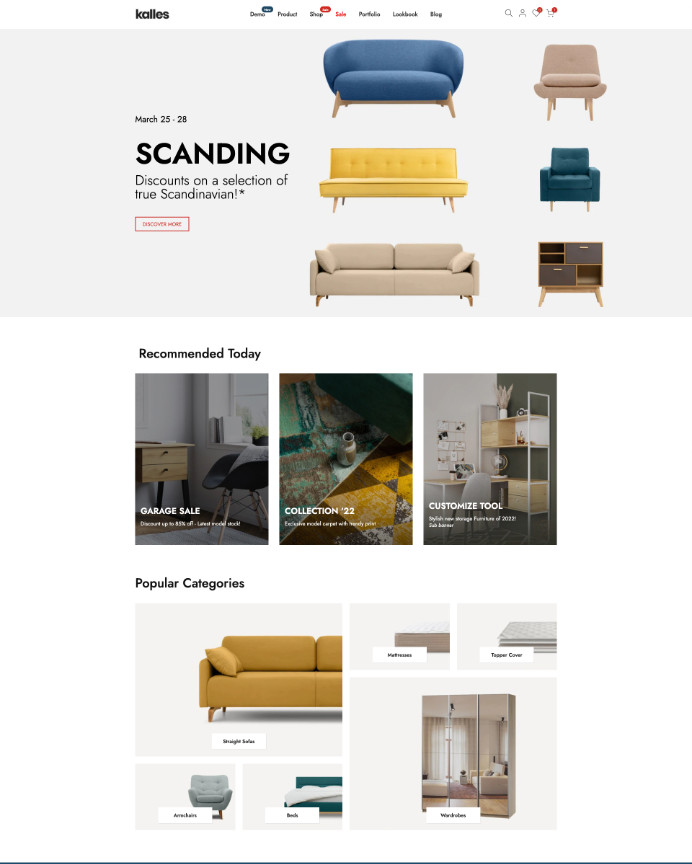 kalles
Demo New Product Shop Sale Sale Portfolio Lookbook Blog
March 25 - 28
SCANDING
Discounts on a selection of
true Scandinavian!*
DISCOVER MORE
Recommended Today
GARAGE SALE
Discount up to 85% off - Latest model stock!
COLLECTION '22
Exclusive model carpet with trendy print
CUSTOMIZE TOOL
Stylish new storage Furniture of 2022!
Sub banner
Popular Categories
Mattresses
Topper Cover
Straight Sofas
Armchairs
Beds
Wardrobes